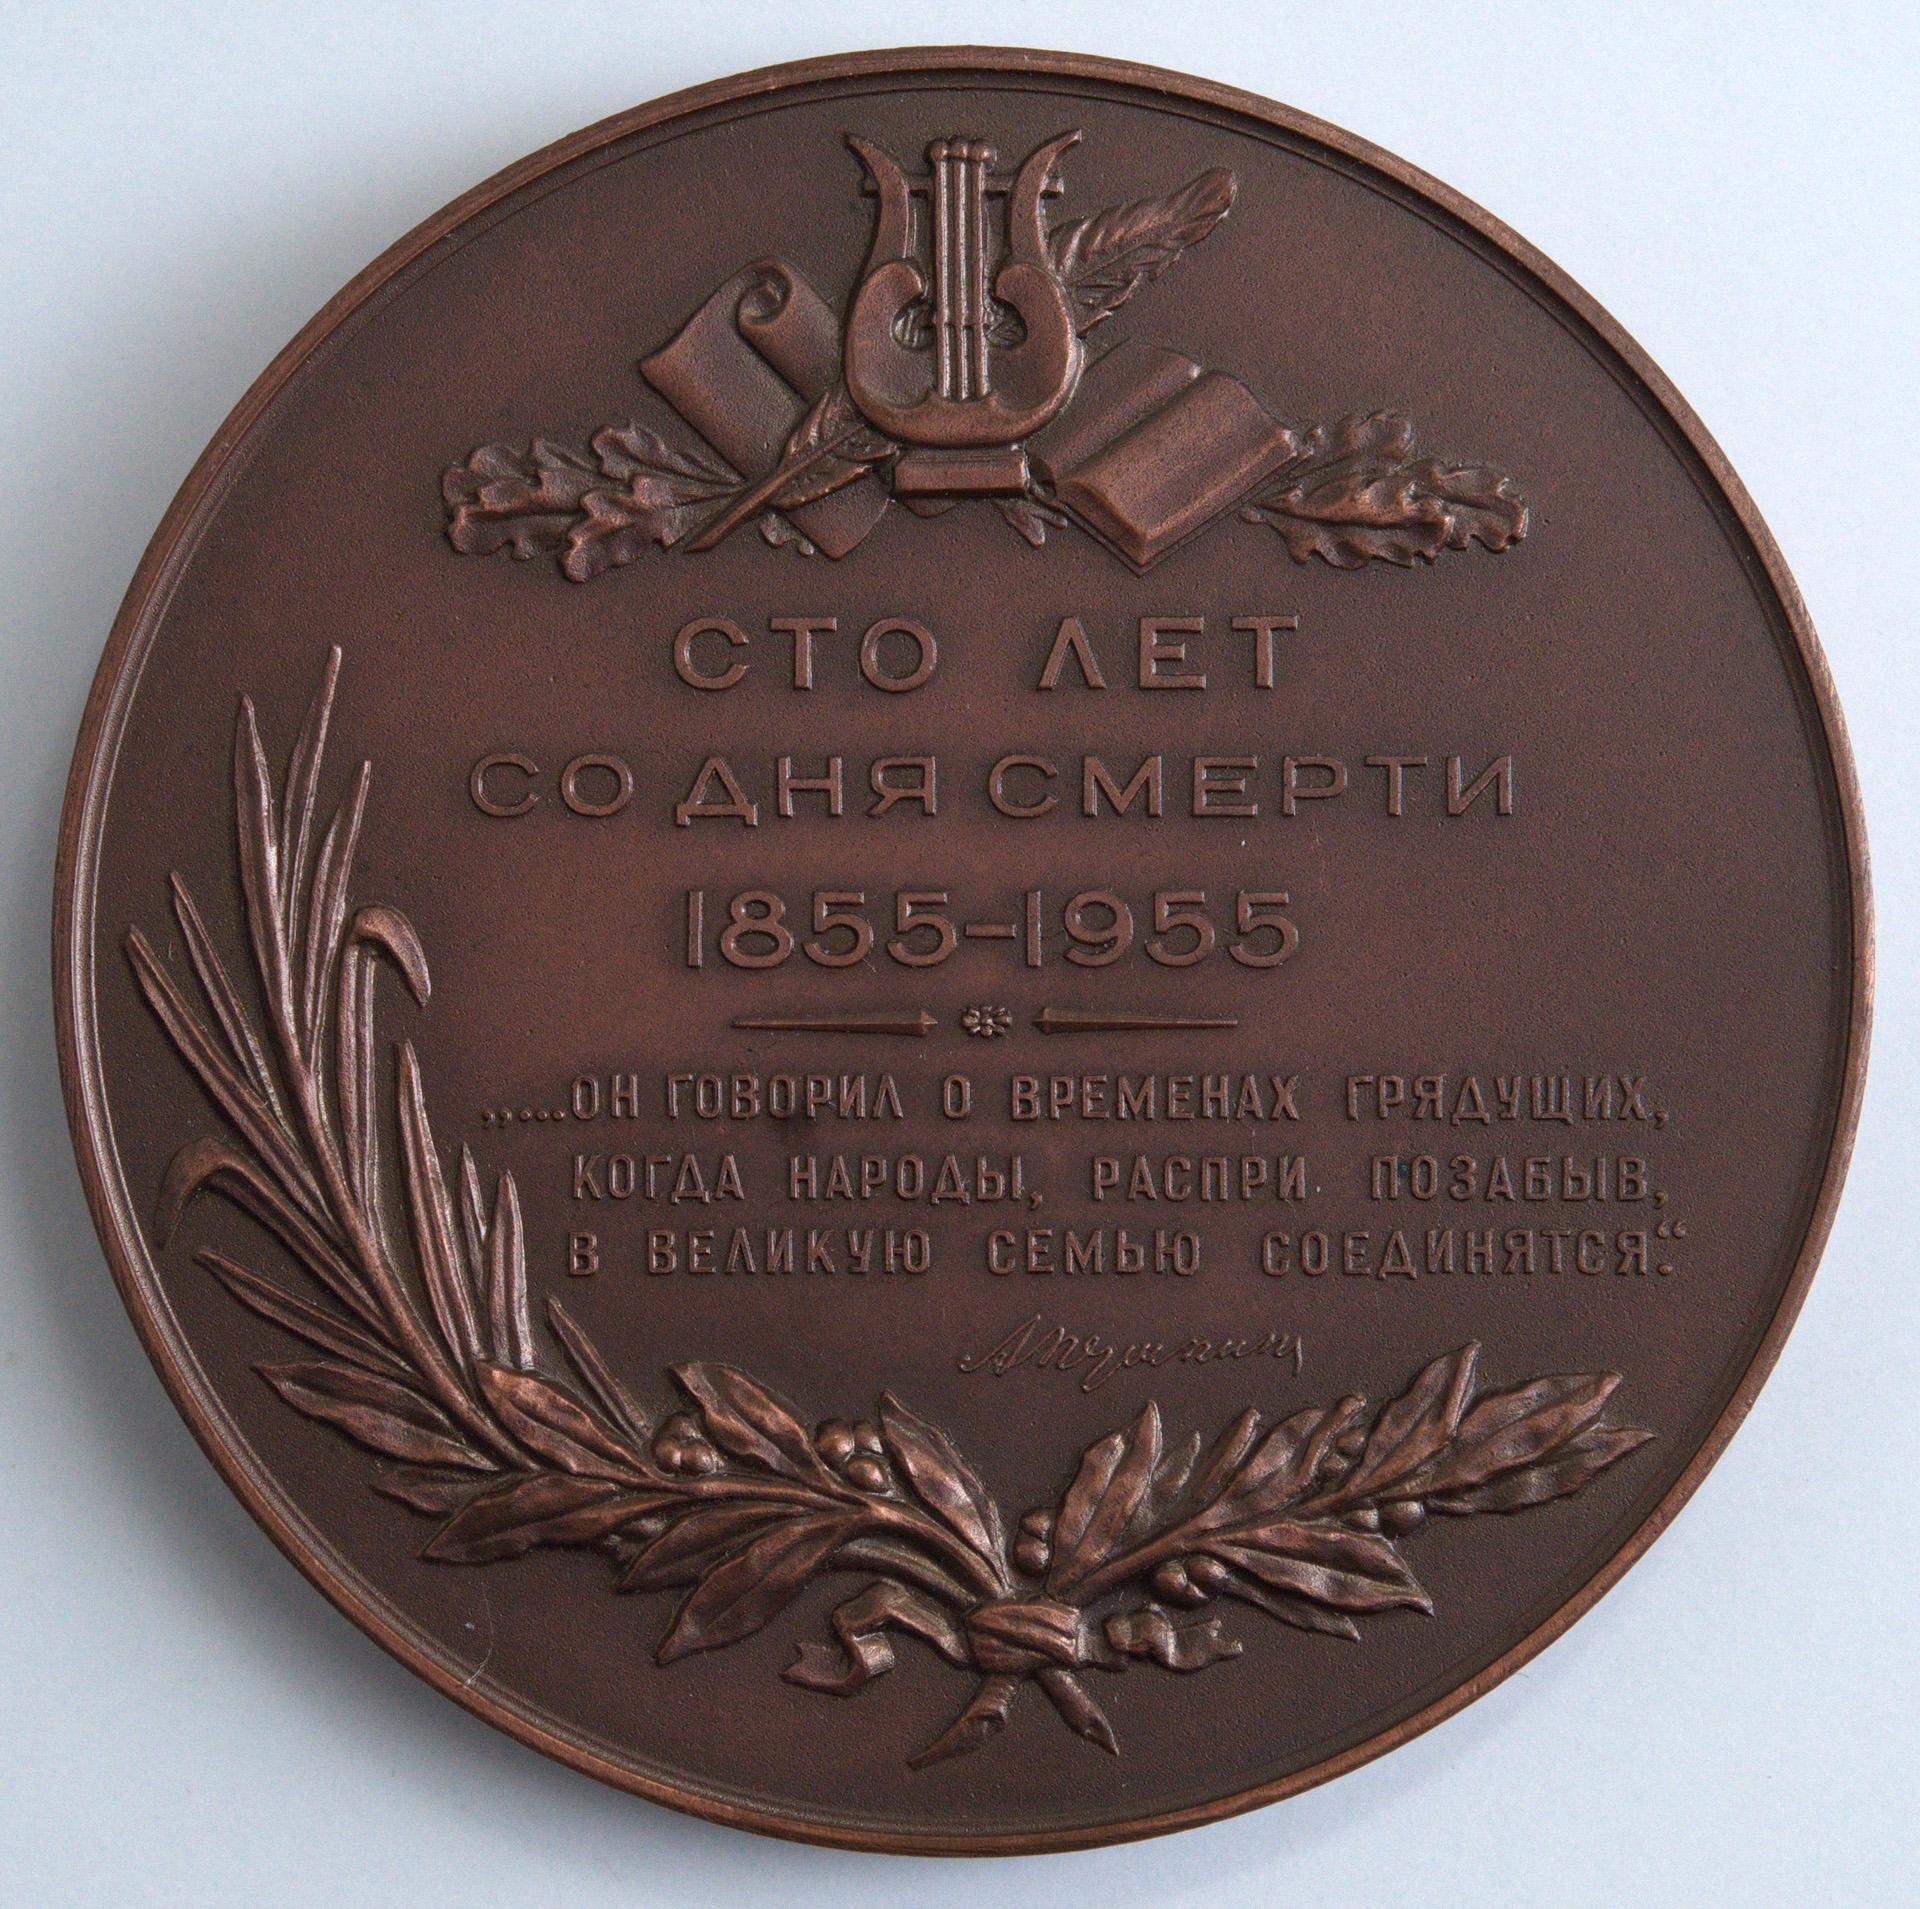 СТО ЛЕТ
СО ДНЯ СМЕРТИ
1855–1955
„....ОН ГОВОРИЛ О ВРЕМЕНАХ ГРЯДУЩИХ,
КОГДА НАРОДЫ, РАСПРИ ПОЗАБЫВ,
В ВЕЛИКУЮ СЕМЬЮ СОЕДИНЯТСЯ.“
А Пушкин